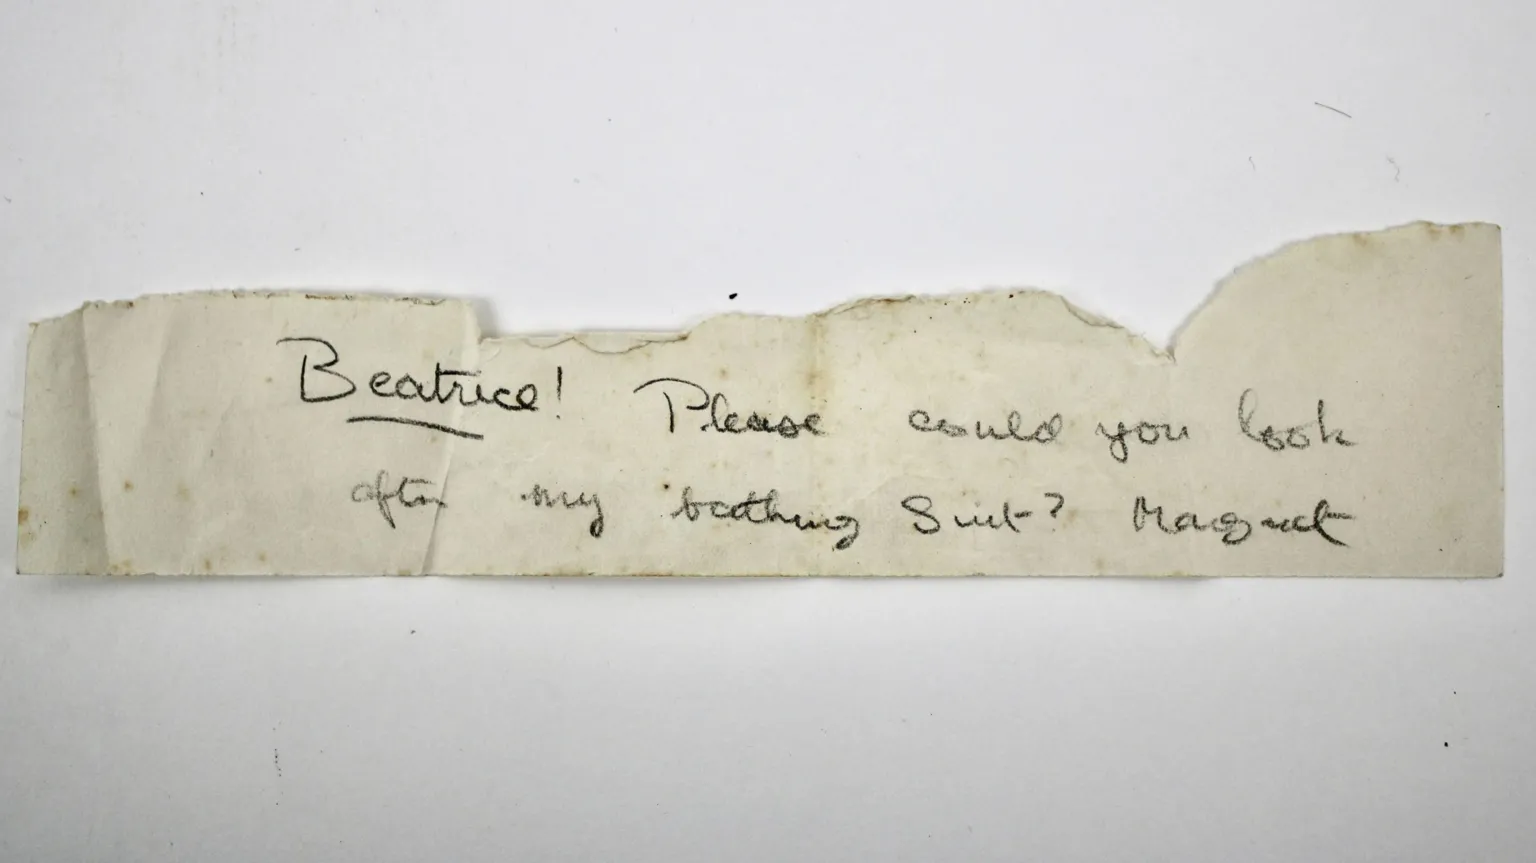 Beatrice! Please could you look
after my bathing Suit? Margaret